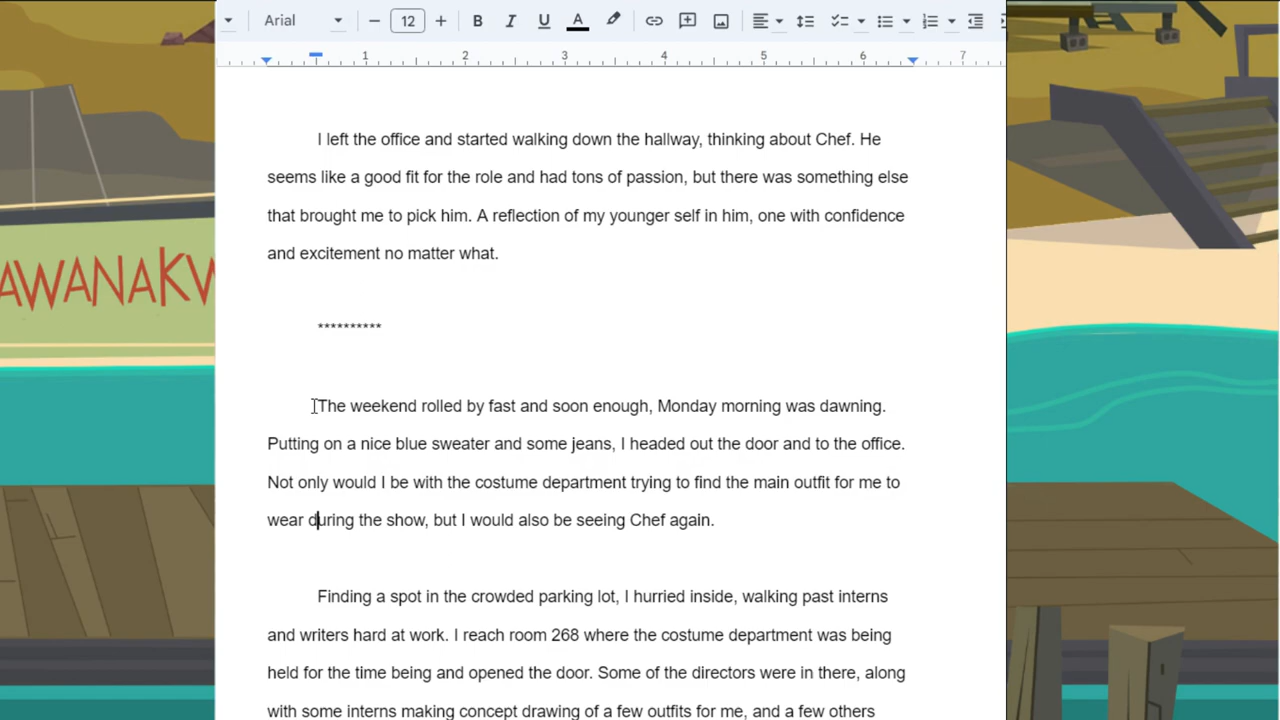 Arial
12
B I U A
1 2 3 4 5 6 7
I left the office and started walking down the hallway, thinking about Chef. He
seems like a good fit for the role and had tons of passion, but there was something else
that brought me to pick him. A reflection of my younger self in him, one with confidence
and excitement no matter what.
**********
The weekend rolled by fast and soon enough, Monday morning was dawning.
Putting on a nice blue sweater and some jeans, I headed out the door and to the office.
Not only would I be with the costume department trying to find the main outfit for me to
wear during the show, but I would also be seeing Chef again.
Finding a spot in the crowded parking lot, I hurried inside, walking past interns
and writers hard at work. I reach room 268 where the costume department was being
held for the time being and opened the door. Some of the directors were in there, along
with some interns making concept drawing of a few outfits for me, and a few others
AWANAKW